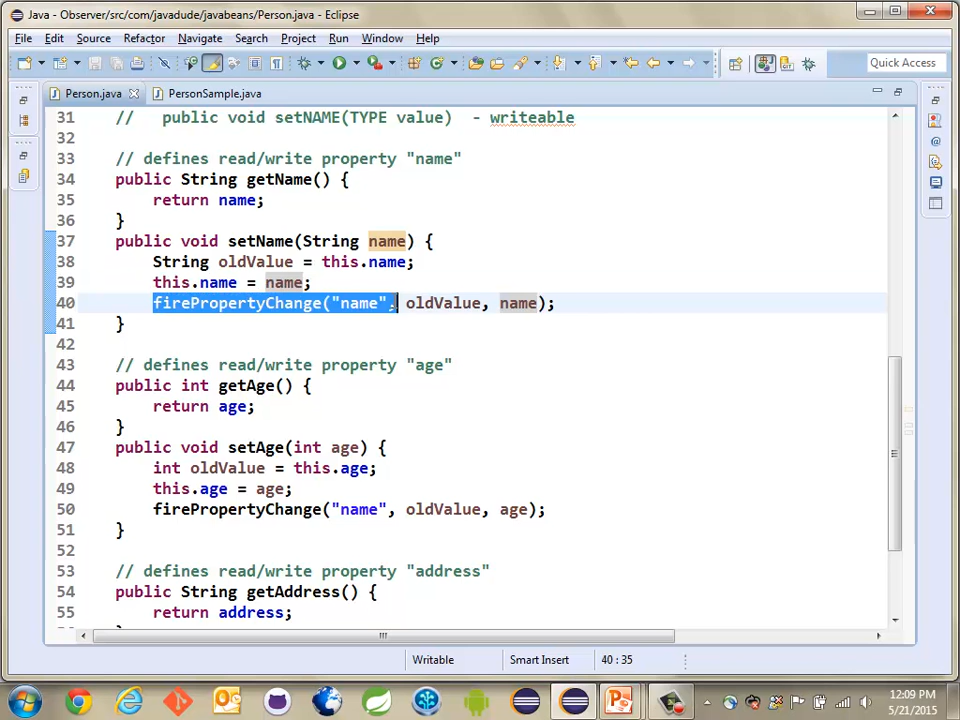 Java - Observer/src/com/javadude/javabeans/Person.java - Eclipse
File Edit Source Refactor Navigate Search Project Run Window Help
Quick Access
Person.java PersonSample.java
31 // public void setNAME(TYPE value) - writeable
32
33 // defines read/write property "name"
34 public String getName() {
35 return name;
36 }
37 public void setName(String name) {
38 String oldValue = this.name;
39 this.name = name;
40 firePropertyChange("name", oldValue, name);
41 }
42
43 // defines read/write property "age"
44 public int getAge() {
45 return age;
46 }
47 public void setAge(int age) {
48 int oldValue = this.age;
49 this.age = age;
50 firePropertyChange("name", oldValue, age);
51 }
52
53 // defines read/write property "address"
54 public String getAddress() {
55 return address;
Writable Smart Insert 40 : 35
12:09 PM
5/21/2015